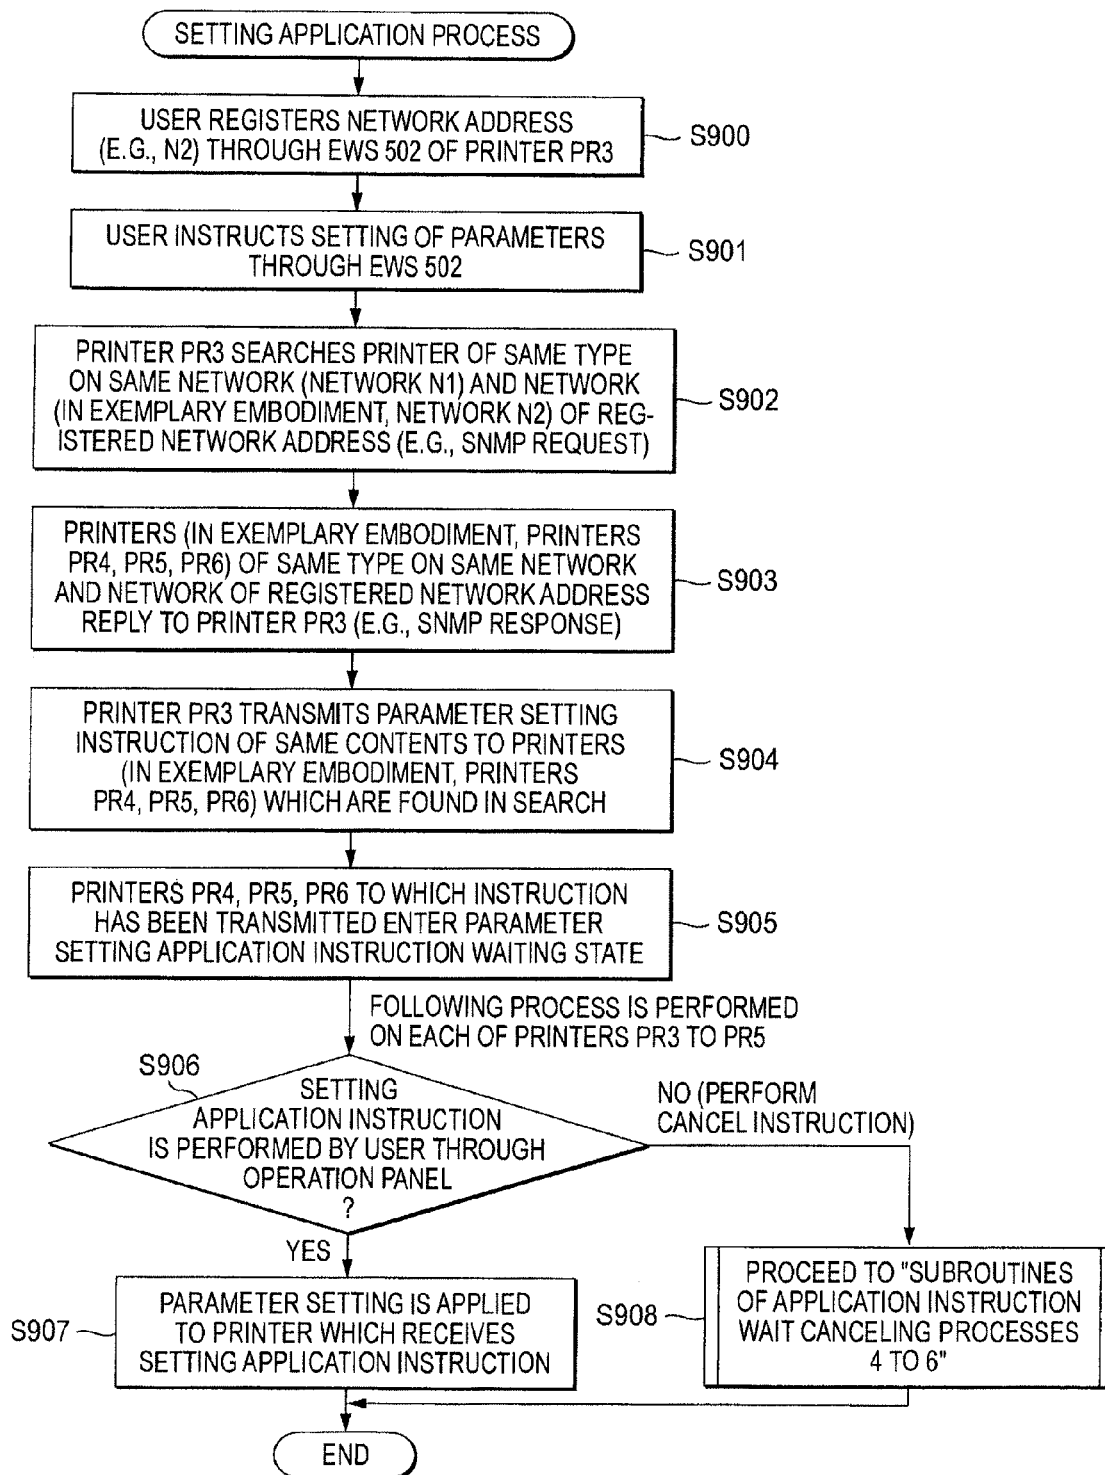 SETTING APPLICATION PROCESS
USER REGISTERS NETWORK ADDRESS
(E.G., N2) THROUGH EWS 502 OF PRINTER PR3
S900
USER INSTRUCTS SETTING OF PARAMETERS
THROUGH EWS 502
S901
PRINTER PR3 SEARCHES PRINTER OF SAME TYPE
ON SAME NETWORK (NETWORK N1) AND NETWORK
(IN EXEMPLARY EMBODIMENT, NETWORK N2) OF REG-
ISTERED NETWORK ADDRESS (E.G., SNMP REQUEST)
S902
PRINTERS (IN EXEMPLARY EMBODIMENT, PRINTERS
PR4, PR5, PR6) OF SAME TYPE ON SAME NETWORK
AND NETWORK OF REGISTERED NETWORK ADDRESS
REPLY TO PRINTER PR3 (E.G., SNMP RESPONSE)
S903
PRINTER PR3 TRANSMITS PARAMETER SETTING
INSTRUCTION OF SAME CONTENTS TO PRINTERS
(IN EXEMPLARY EMBODIMENT, PRINTERS
PR4, PR5, PR6) WHICH ARE FOUND IN SEARCH
S904
PRINTERS PR4, PR5, PR6 TO WHICH INSTRUCTION
HAS BEEN TRANSMITTED ENTER PARAMETER
SETTING APPLICATION INSTRUCTION WAITING STATE
S905
FOLLOWING PROCESS IS PERFORMED
ON EACH OF PRINTERS PR3 TO PR5
S906
SETTING
APPLICATION INSTRUCTION
IS PERFORMED BY USER THROUGH
OPERATION PANEL
?
NO (PERFORM
CANCEL INSTRUCTION)
YES
S907
PARAMETER SETTING IS APPLIED
TO PRINTER WHICH RECEIVES
SETTING APPLICATION INSTRUCTION
S908
PROCEED TO "SUBROUTINES
OF APPLICATION INSTRUCTION
WAIT CANCELING PROCESSES
4 TO 6"
END